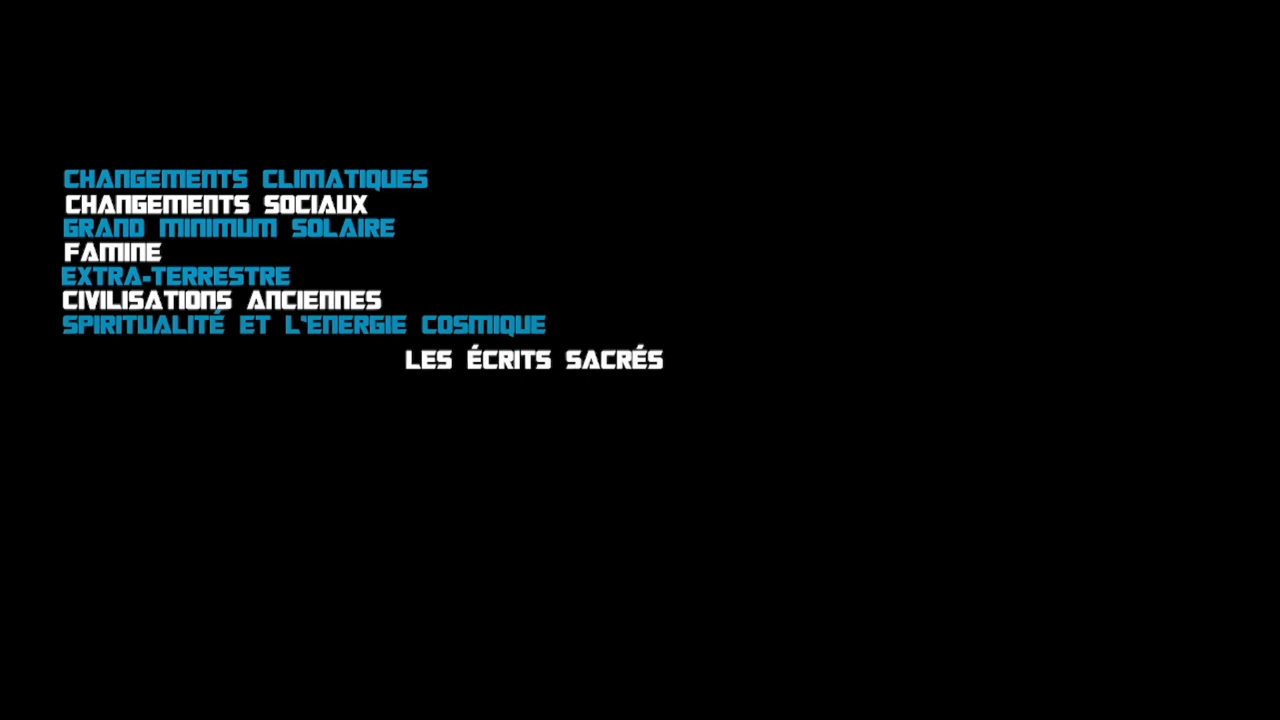 CHANGEMENTS CLIMATIQUES
CHANGEMENTS SOCIAUX
GRAND MINIMUM SOLAIRE
FAMINE
EXTRA-TERRESTRE
CIVILISATIONS ANCIENNES
SPIRITUALITÉ ET L'ENERGIE COSMIQUE
LES ÉCRITS SACRÉS